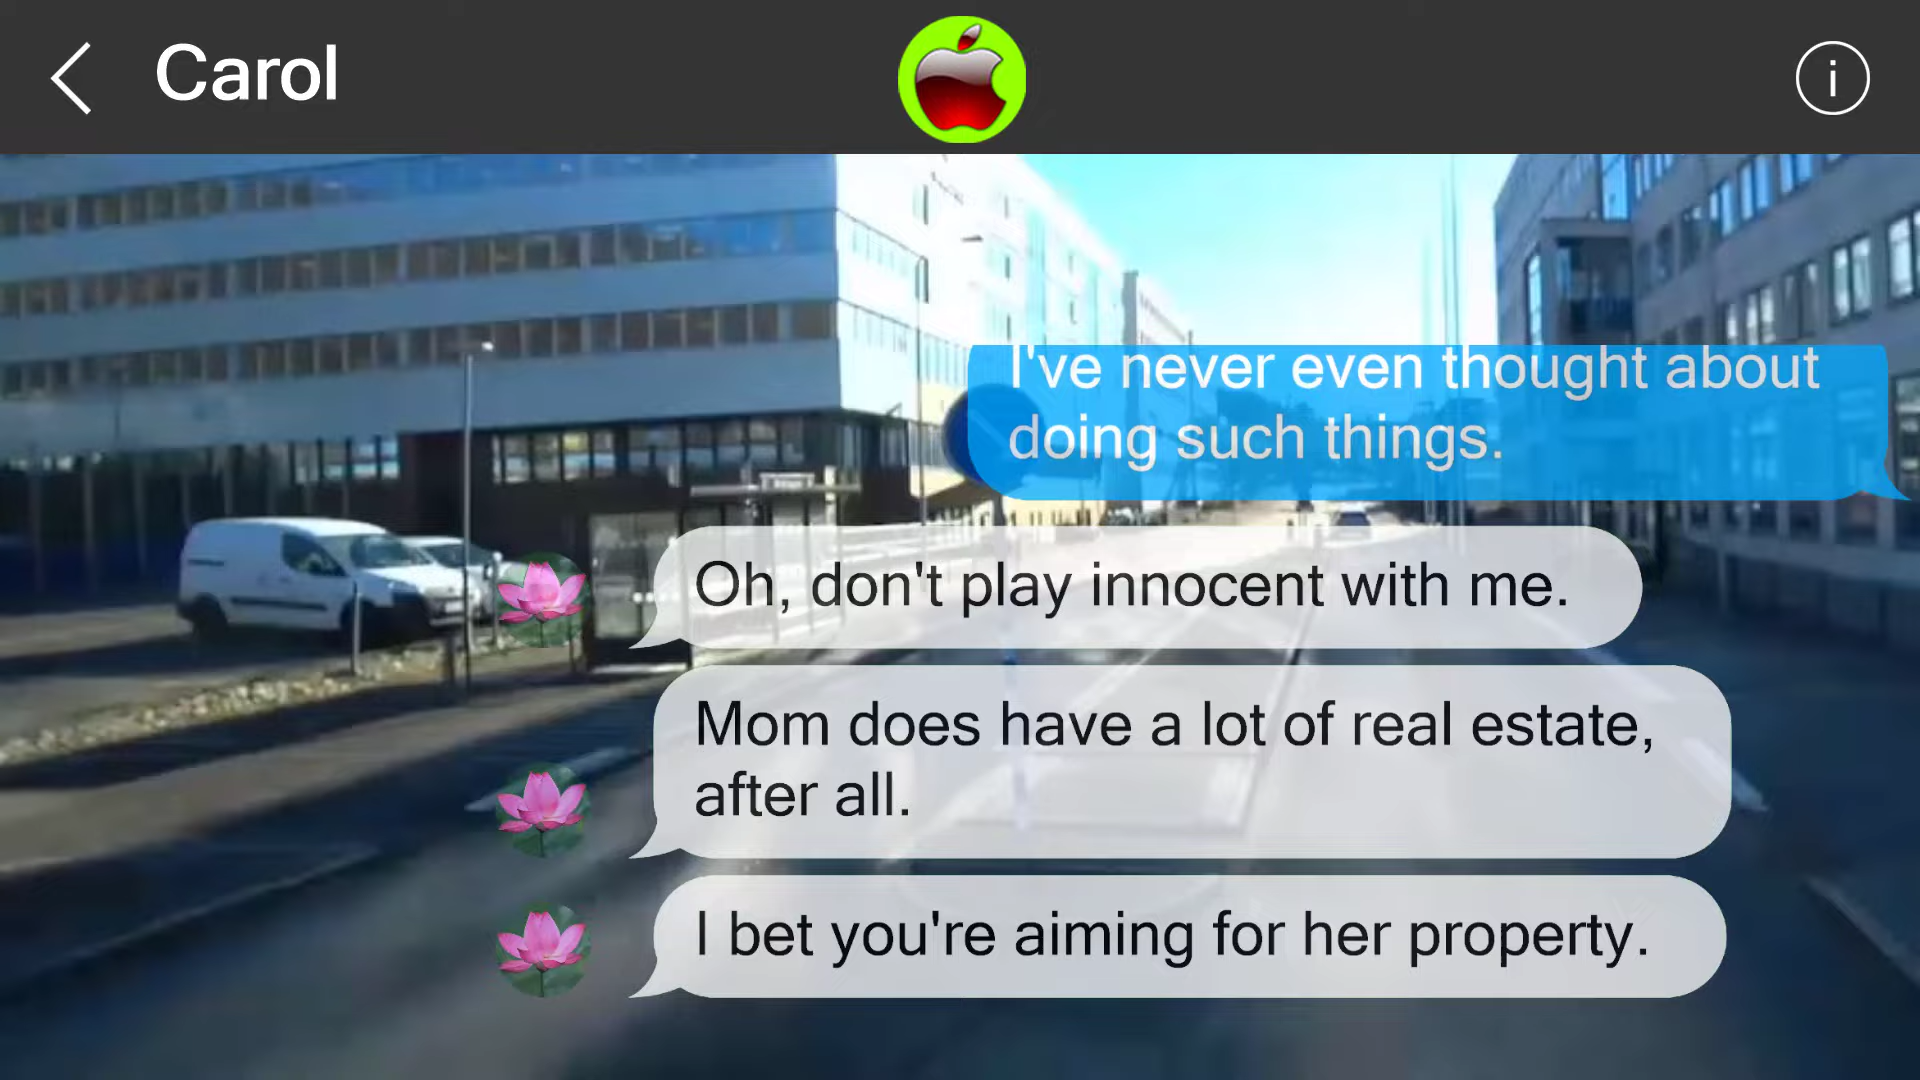 Carol
i
I've never even thought about
doing such things.
Oh, don't play innocent with me.
Mom does have a lot of real estate,
after all.
I bet you're aiming for her property.